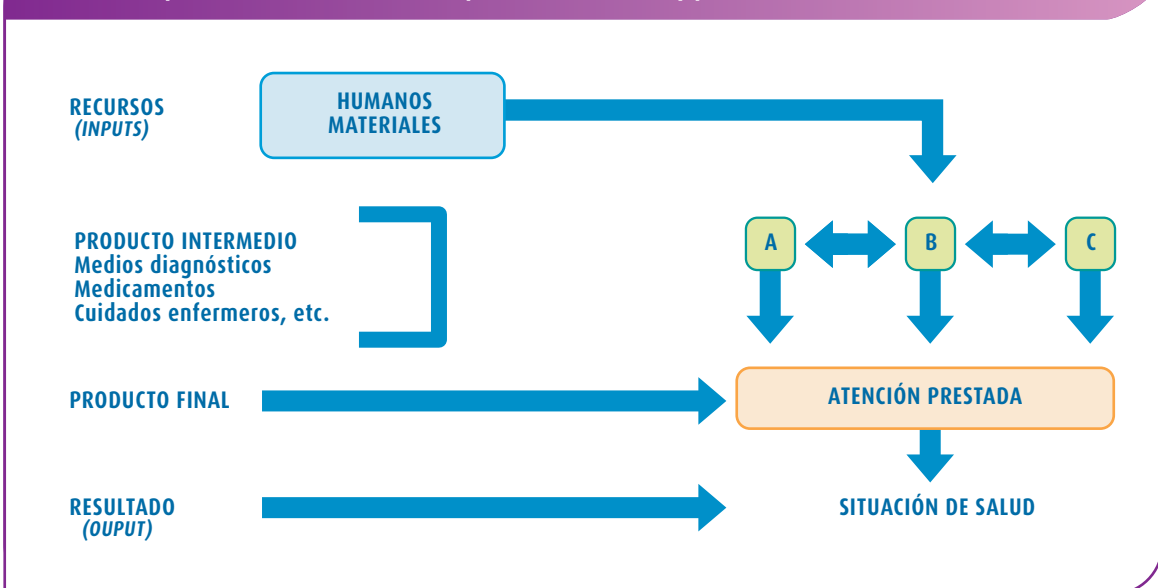 RECURSOS
(INPUTS)
HUMANOS
MATERIALES
PRODUCTO INTERMEDIO
Medios diagnósticos
Medicamentos
Cuidados enfermeros, etc.
A
B
C
PRODUCTO FINAL
ATENCIÓN PRESTADA
RESULTADO
(OUPUT)
SITUACIÓN DE SALUD